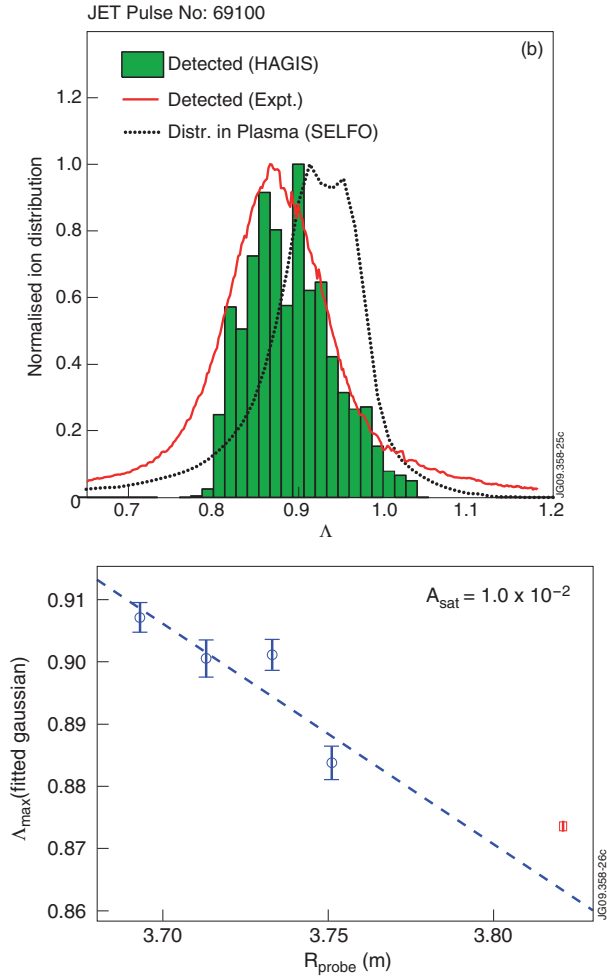 JET Pulse No: 69100
(b)
Detected (HAGIS)
Detected (Expt.)
Distr. in Plasma (SELFO)
Normalised ion distribution
1.2
1.0
0.8
0.6
0.4
0.2
0
0.7 0.8 0.9 1.0 1.1 1.2
Λ
JG09.358-25c
A_sat = 1.0 x 10⁻²
Λ_max(fitted gaussian)
0.91
0.90
0.89
0.88
0.87
0.86
3.70 3.75 3.80
R_probe (m)
JG09.358-26c